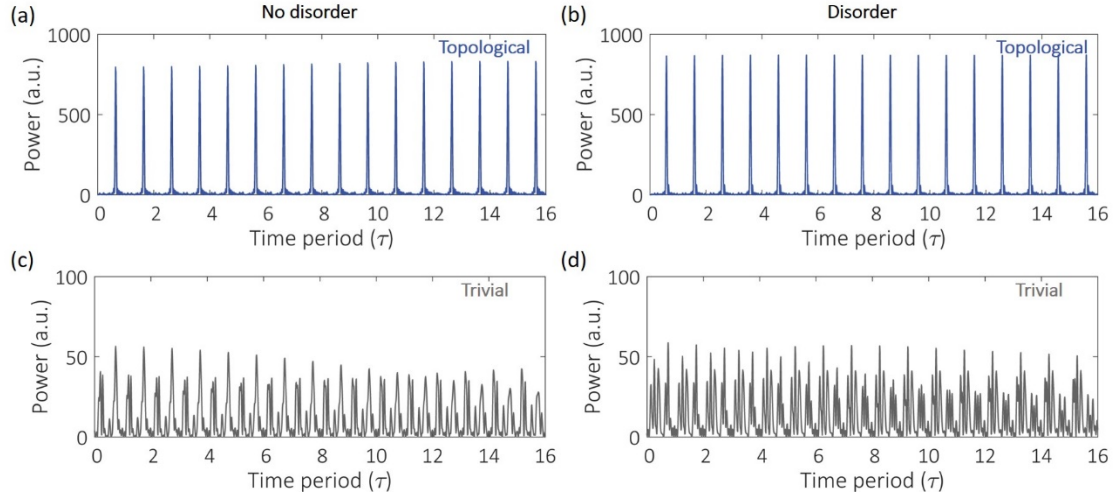 (a) No disorder
1000 Topological
Power (a.u.)
500
0
0 2 4 6 8 10 12 14 16
Time period (τ)
(b) Disorder
1000 Topological
Power (a.u.)
500
0
0 2 4 6 8 10 12 14 16
Time period (τ)
(c)
100 Trivial
Power (a.u.)
50
0
0 2 4 6 8 10 12 14 16
Time period (τ)
(d)
100 Trivial
Power (a.u.)
50
0
0 2 4 6 8 10 12 14 16
Time period (τ)